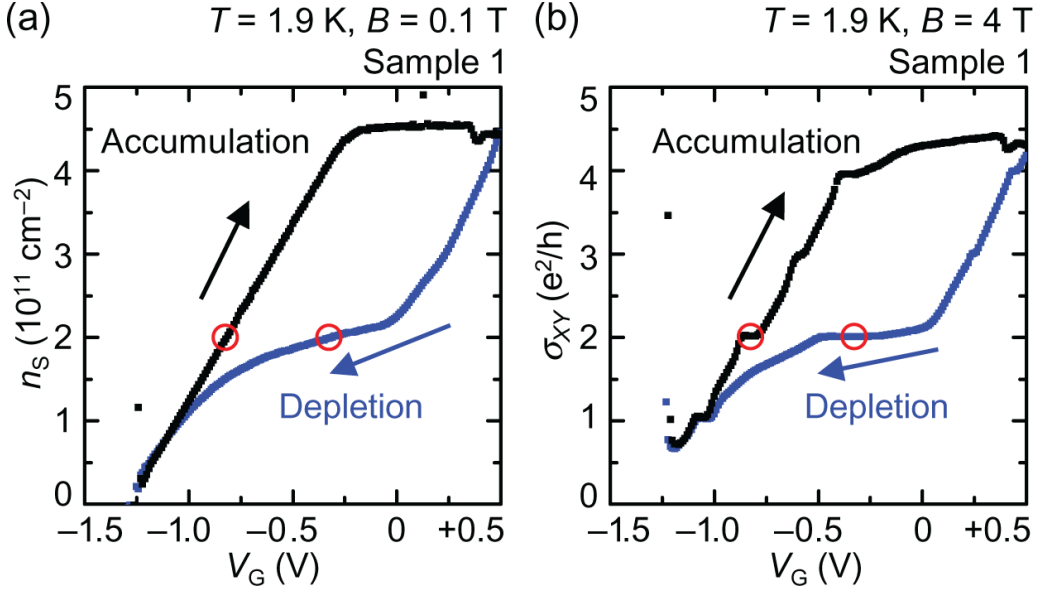 (a)
T = 1.9 K, B = 0.1 T
Sample 1
Accumulation
Depletion
n_S (10^11 cm^−2)
5
4
3
2
1
0
−1.5
−1.0
−0.5
0
+0.5
V_G (V)
(b)
T = 1.9 K, B = 4 T
Sample 1
Accumulation
Depletion
σ_XY (e^2/h)
5
4
3
2
1
0
−1.5
−1.0
−0.5
0
+0.5
V_G (V)